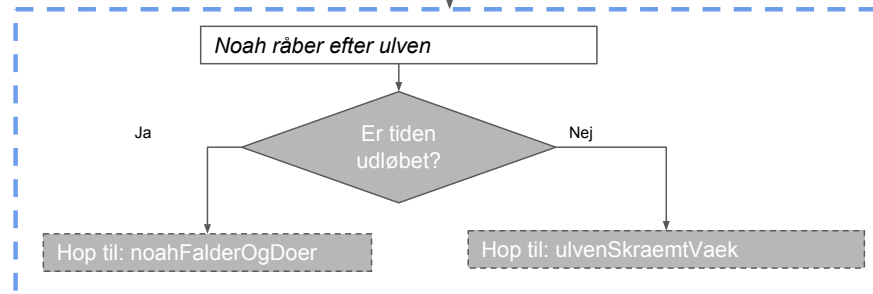 Noah råber efter ulven
Ja
Er tiden
udløbet?
Nej
Hop til: noahFalderOgDoer
Hop til: ulvenSkraemtVaek